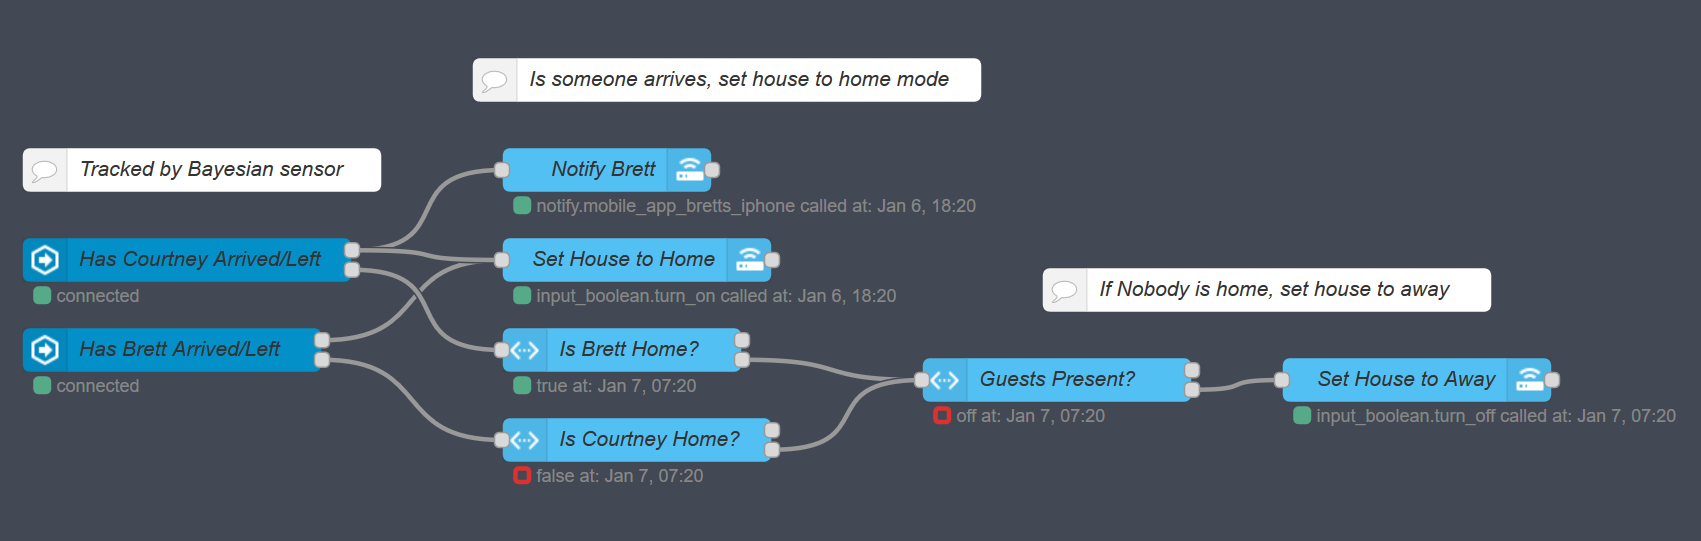 Is someone arrives, set house to home mode
Tracked by Bayesian sensor
Notify Brett
notify.mobile_app_bretts_iphone called at: Jan 6, 18:20
Has Courtney Arrived/Left
connected
Set House to Home
input_boolean.turn_on called at: Jan 6, 18:20
If Nobody is home, set house to away
Has Brett Arrived/Left
connected
Is Brett Home?
true at: Jan 7, 07:20
Guests Present?
off at: Jan 7, 07:20
Set House to Away
input_boolean.turn_off called at: Jan 7, 07:20
Is Courtney Home?
false at: Jan 7, 07:20